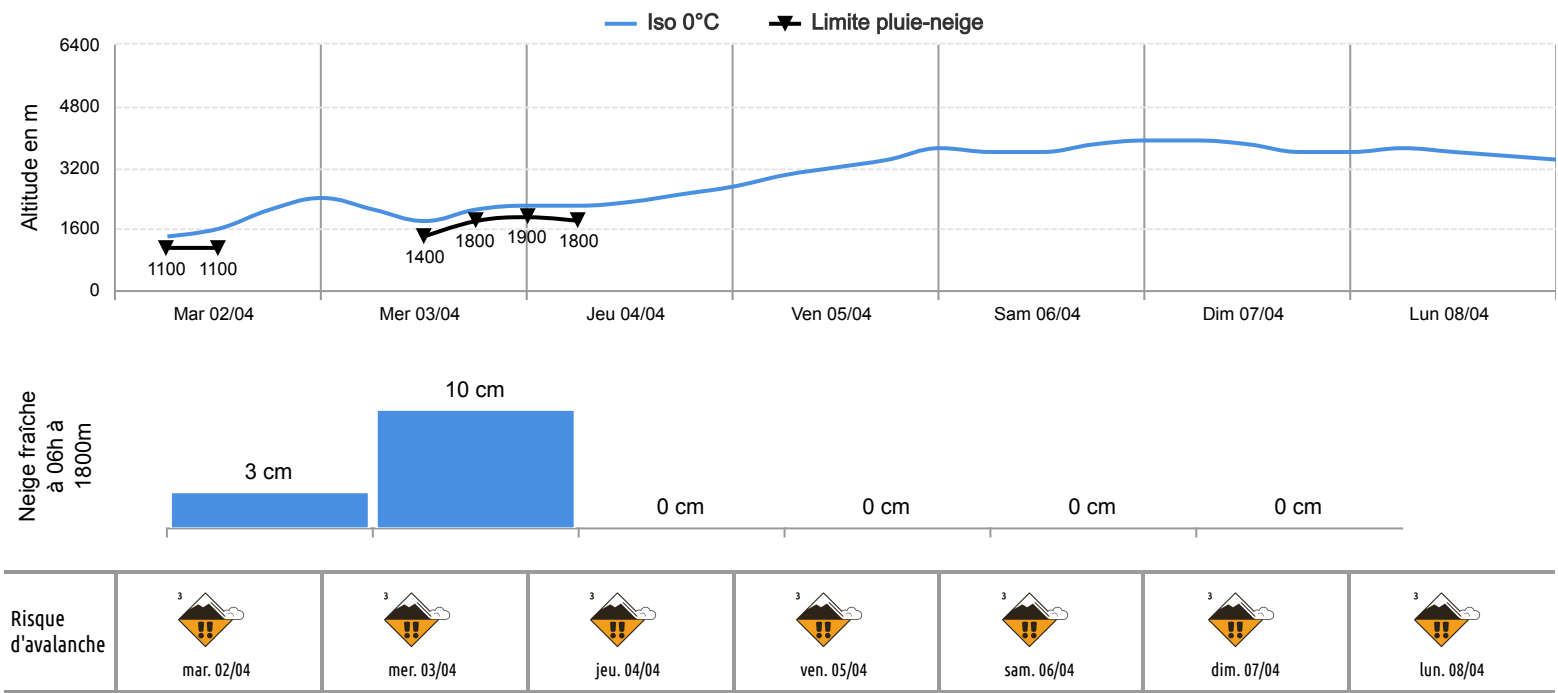 Iso 0°C
Limite pluie-neige
Altitude en m
6400
4800
3200
1600
0
1100
1100
1400
1800
1900
1800
Mar 02/04
Mer 03/04
Jeu 04/04
Ven 05/04
Sam 06/04
Dim 07/04
Lun 08/04
Neige fraîche
à 06h à
1800m
3 cm
10 cm
0 cm
0 cm
0 cm
0 cm
Risque
d'avalanche
3
mar. 02/04
3
mer. 03/04
3
jeu. 04/04
3
ven. 05/04
3
sam. 06/04
3
dim. 07/04
3
lun. 08/04